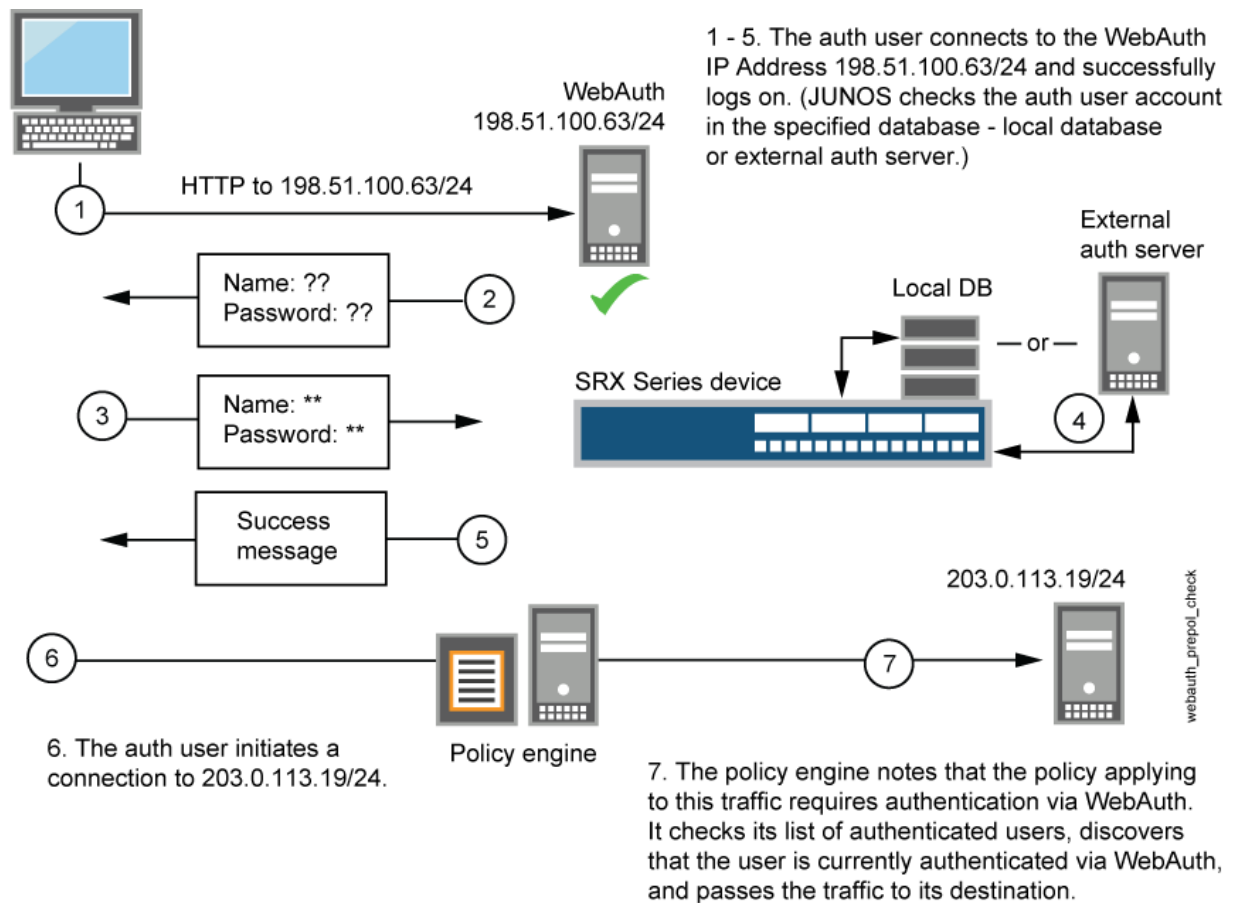 1 - 5. The auth user connects to the WebAuth
IP Address 198.51.100.63/24 and successfully
logs on. (JUNOS checks the auth user account
in the specified database - local database
or external auth server.)
WebAuth
198.51.100.63/24
1
HTTP to 198.51.100.63/24
Name: ??
Password: ??
2
External
auth server
Local DB
— or —
SRX Series device
3
Name: **
Password: **
4
Success
message
5
203.0.113.19/24
webauth_prepol_check
6
7
Policy engine
6. The auth user initiates a
connection to 203.0.113.19/24.
7. The policy engine notes that the policy applying
to this traffic requires authentication via WebAuth.
It checks its list of authenticated users, discovers
that the user is currently authenticated via WebAuth,
and passes the traffic to its destination.